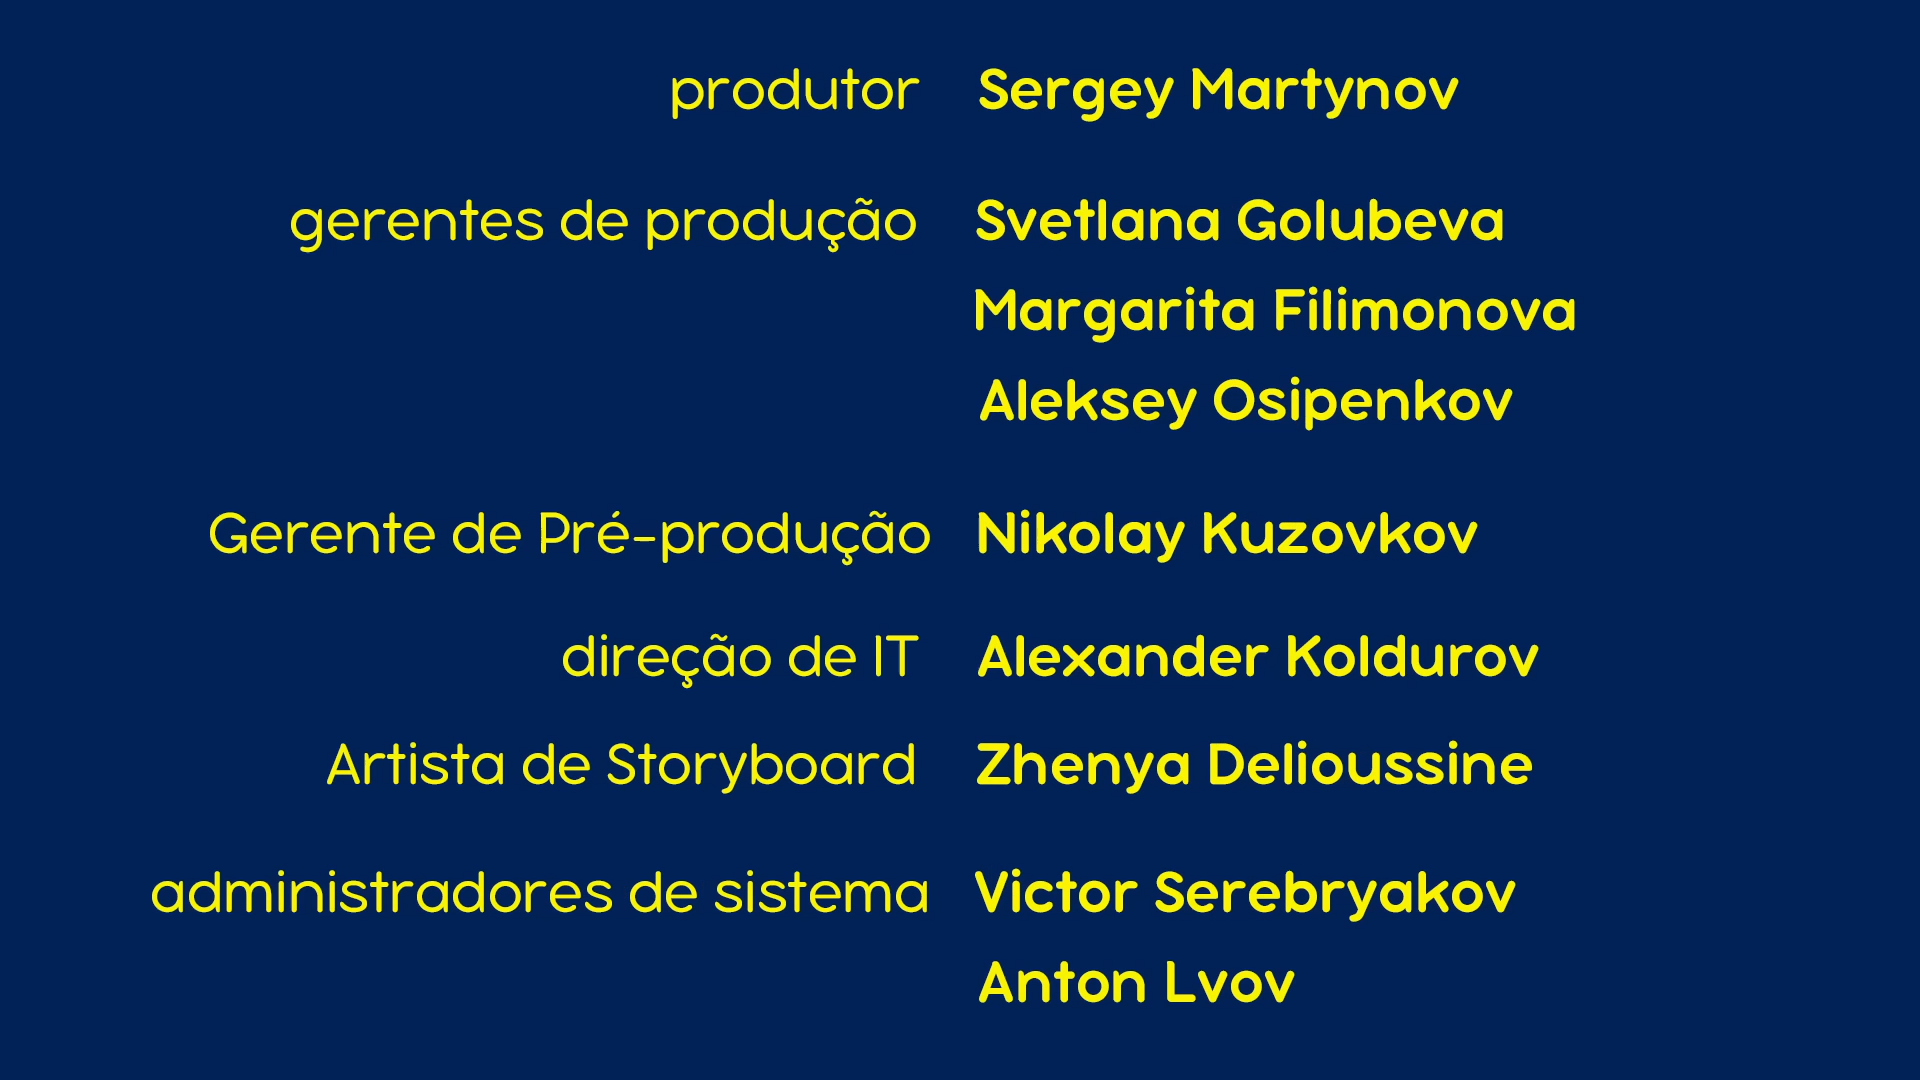 produtor Sergey Martynov
gerentes de produção Svetlana Golubeva
Margarita Filimonova
Aleksey Osipenkov
Gerente de Pré-produção Nikolay Kuzovkov
direção de IT Alexander Koldurov
Artista de Storyboard Zhenya Delioussine
administradores de sistema Victor Serebryakov
Anton Lvov